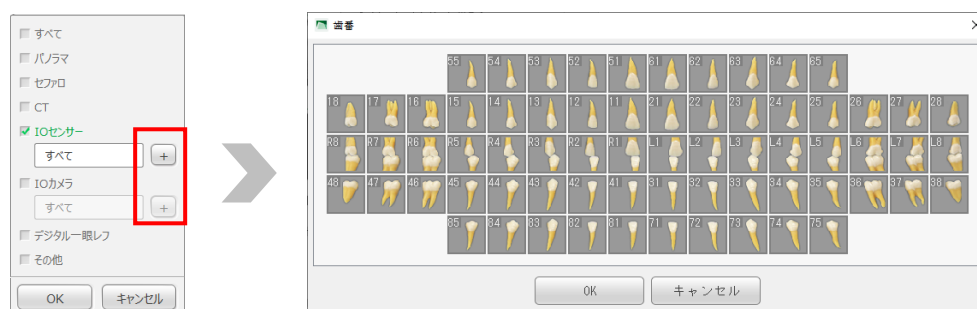 すべて
パノラマ
セファロ
CT
IOセンサー
すべて +
IOカメラ
すべて +
デジタル一眼レフ
その他
OK キャンセル
歯番
55 54 53 52 51 61 62 63 64 65
18 17 16 15 14 13 12 11 21 22 23 24 25 26 27 28
R8 R7 R6 R5 R4 R3 R2 R1 L1 L2 L3 L4 L5 L6 L7 L8
48 47 46 45 44 43 42 41 31 32 33 34 35 36 37 38
85 84 83 82 81 71 72 73 74 75
OK キャンセル